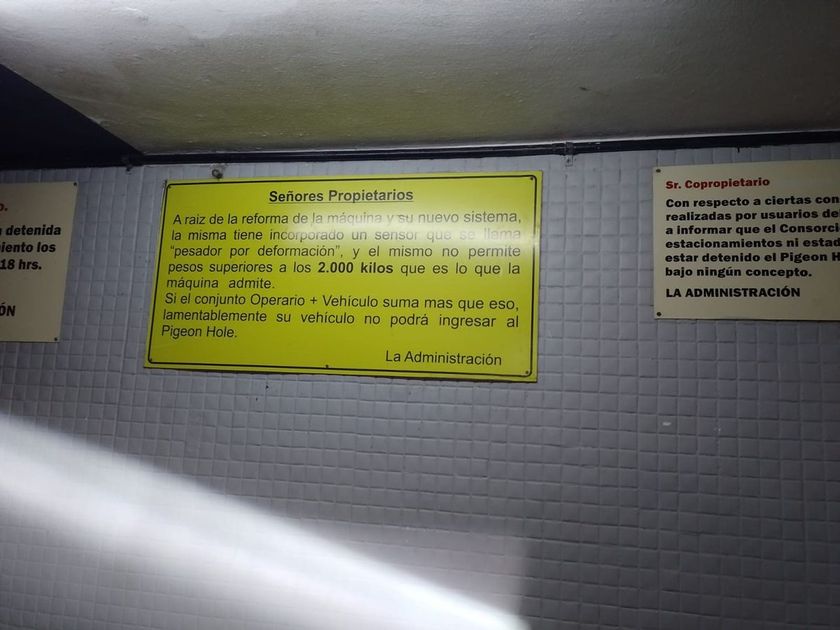 o.
detenida
iento los
18 hrs.
ÓN
Señores Propietarios
A raiz de la reforma de la máquina y su nuevo sistema,
la misma tiene incorporado un sensor que se llama
“pesador por deformación”, y el mismo no permite
pesos superiores a los 2.000 kilos que es lo que la
máquina admite.
Si el conjunto Operario + Vehículo suma mas que eso,
lamentablemente su vehículo no podrá ingresar al
Pigeon Hole.
La Administración
Sr. Copropietario
Con respecto a ciertas con
realizadas por usuarios de
a informar que el Consorci
estacionamientos ni estad
estar detenido el Pigeon H
bajo ningún concepto.
LA ADMINISTRACIÓN